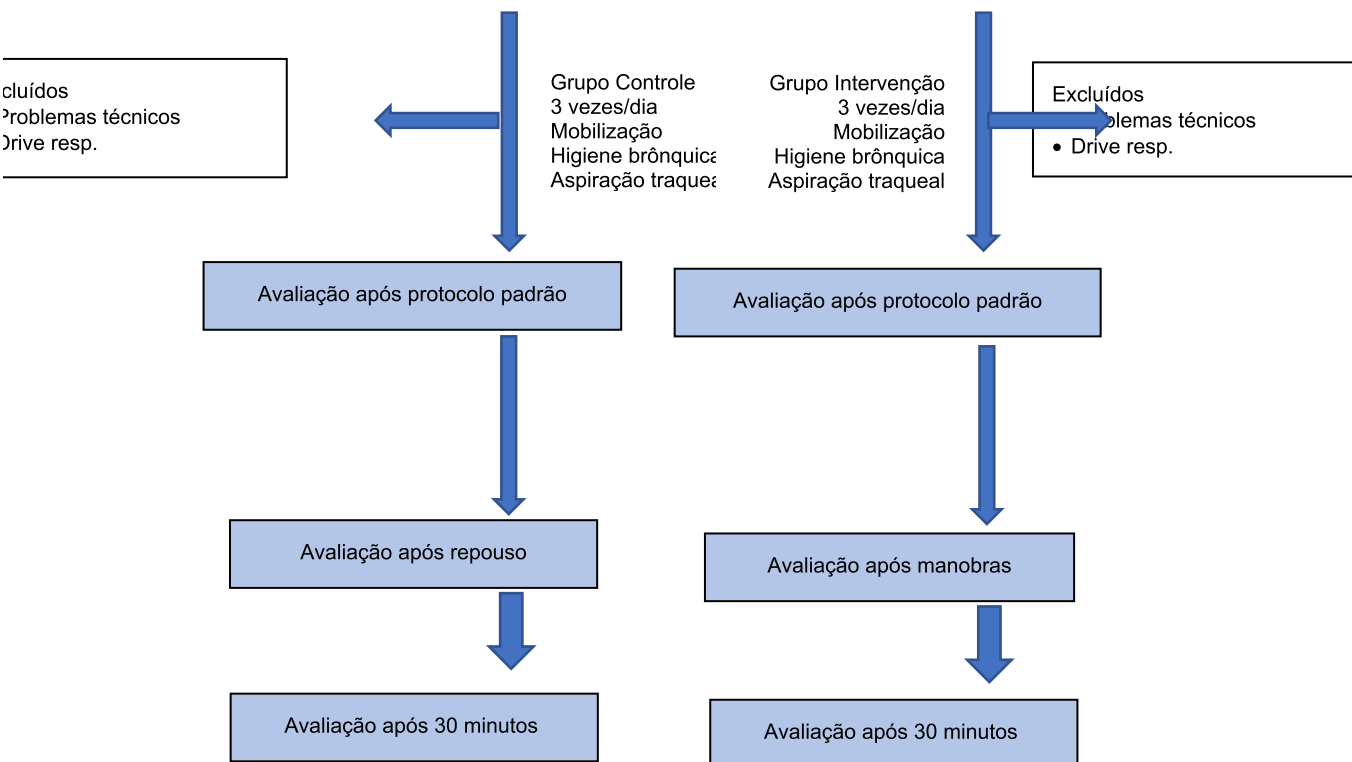 cluídos
Problemas técnicos
Drive resp.
Grupo Controle
3 vezes/dia
Mobilização
Higiene brônquica
Aspiração traquea
Grupo Intervenção
3 vezes/dia
Mobilização
Higiene brônquica
Aspiração traqueal
Excluídos
blemas técnicos
• Drive resp.
Avaliação após protocolo padrão
Avaliação após protocolo padrão
Avaliação após repouso
Avaliação após manobras
Avaliação após 30 minutos
Avaliação após 30 minutos